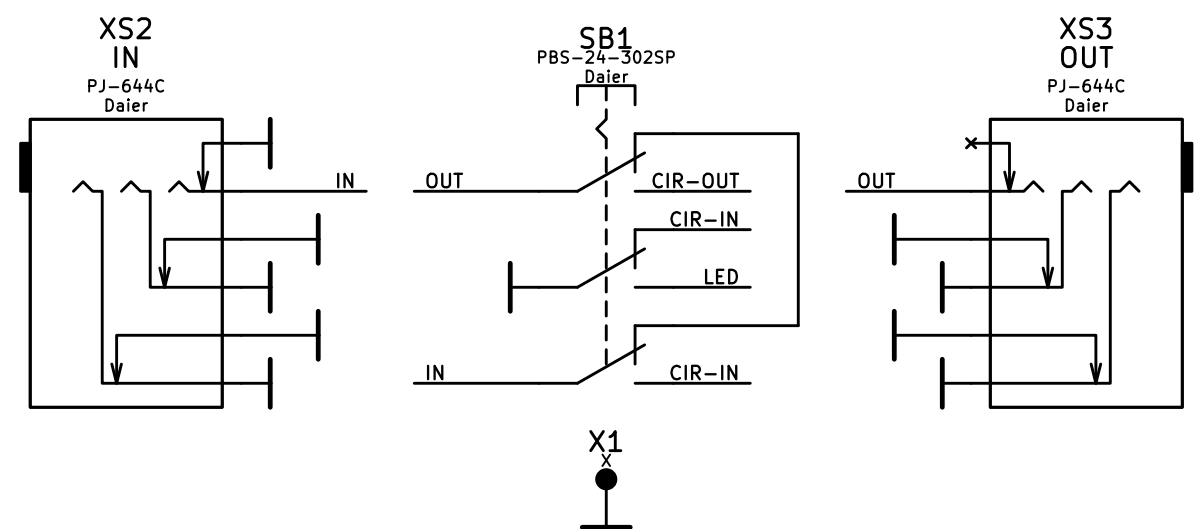 XS2
IN
PJ-644C
Daier
IN
SB1
PBS-24-302SP
Daier
OUT
CIR-OUT
CIR-IN
LED
IN
CIR-IN
X1
X
XS3
OUT
PJ-644C
Daier
OUT